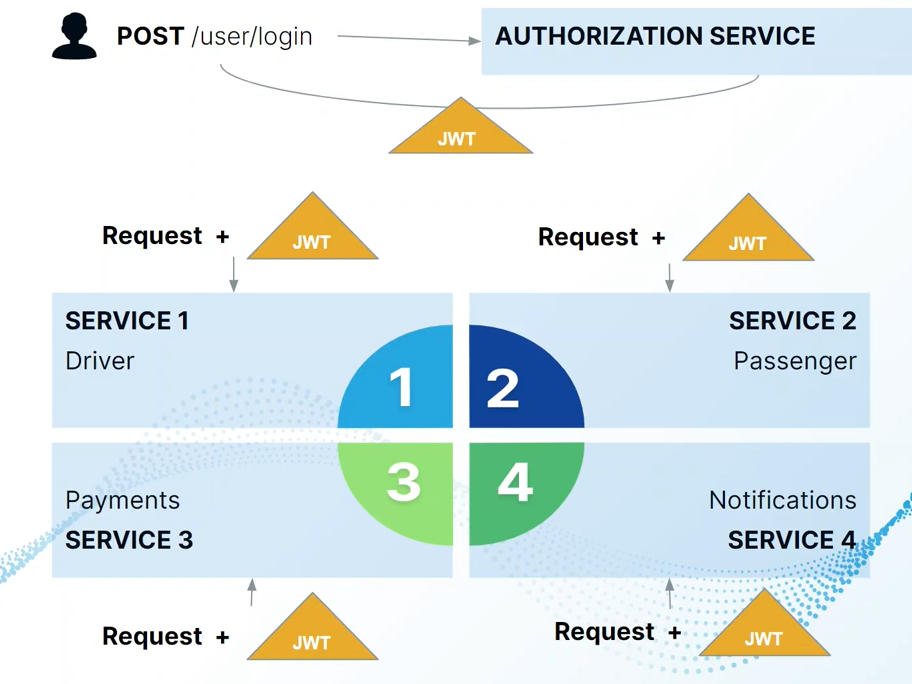 POST /user/login
AUTHORIZATION SERVICE
JWT
Request + JWT
Request + JWT
SERVICE 1
Driver
1
2
SERVICE 2
Passenger
Payments
SERVICE 3
3
4
Notifications
SERVICE 4
Request + JWT
Request + JWT